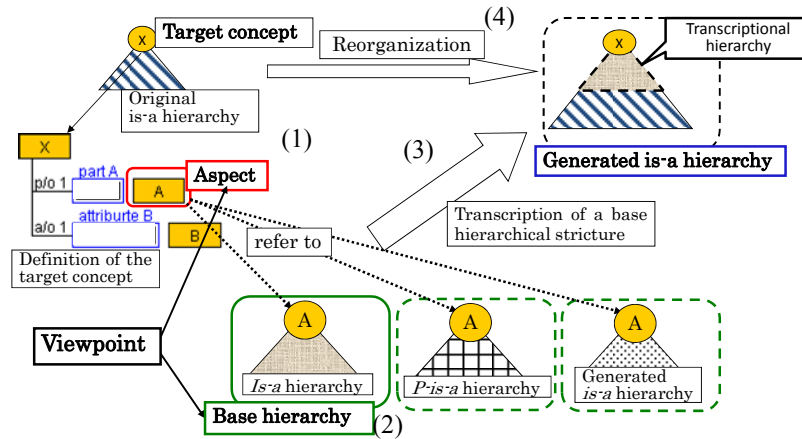 (4)
x
Target concept
Reorganization
x
Transcriptional
hierarchy
Original
is-a hierarchy
(1)
X
(3)
Generated is-a hierarchy
part A
p/o 1
A
Aspect
attriburte B
a/o 1
B
refer to
Transcription of a base
hierarchical stricture
Definition of the
target concept
Viewpoint
A
A
A
Is-a hierarchy
P-is-a hierarchy
Generated
is-a hierarchy
Base hierarchy
(2)